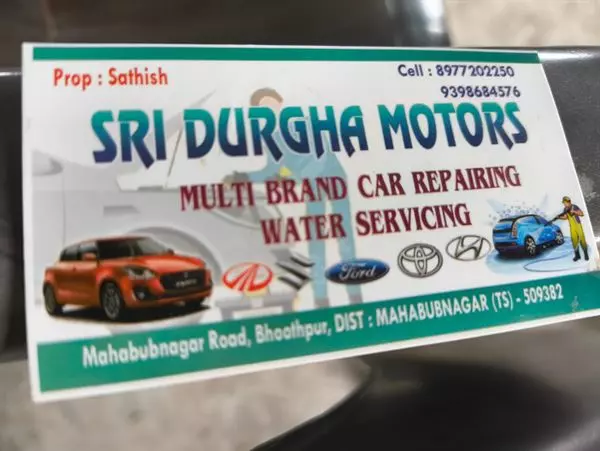 Prop : Sathish
Cell : 8977202250
9398684576
SRI DURGHA MOTORS
MULTI BRAND CAR REPAIRING
WATER SERVICING
Ford
Mahabubnagar Road, Bhoothpur, DIST : MAHABUBNAGAR (TS) - 509382